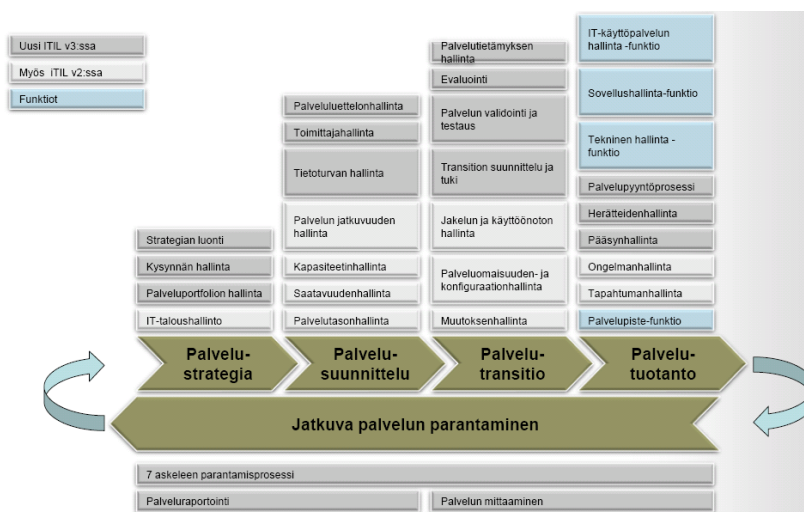 Uusi ITIL v3:ssa
Myös iTIL v2:ssa
Funktiot
Strategian luonti
Kysynnän hallinta
Palveluportfolion hallinta
IT-taloushallinto
Palveluluettelonhallinta
Toimittajahallinta
Tietoturvan hallinta
Palvelun jatkuvuuden
hallinta
Kapasiteetinhallinta
Saatavuudenhallinta
Palvelutasonhallinta
Palvelutietämyksen
hallinta
Evaluointi
Palvelun validointi ja
testaus
Transition suunnittelu ja
tuki
Jakelun ja käyttöönoton
hallinta
Palveluomaisuuden- ja
konfiguraationhallinta
Muutoksenhallinta
IT-käyttöpalvelun
hallinta -funktio
Sovellushallinta-funktio
Tekninen hallinta -
funktio
Palvelupyyntöprosessi
Herätteidenhallinta
Pääsynhallinta
Ongelmanhallinta
Tapahtumanhallinta
Palvelupiste-funktio
Palvelu-
strategia
Palvelu-
suunnittelu
Palvelu-
transitio
Palvelu-
tuotanto
Jatkuva palvelun parantaminen
7 askeleen parantamisprosessi
Palveluraportointi
Palvelun mittaaminen